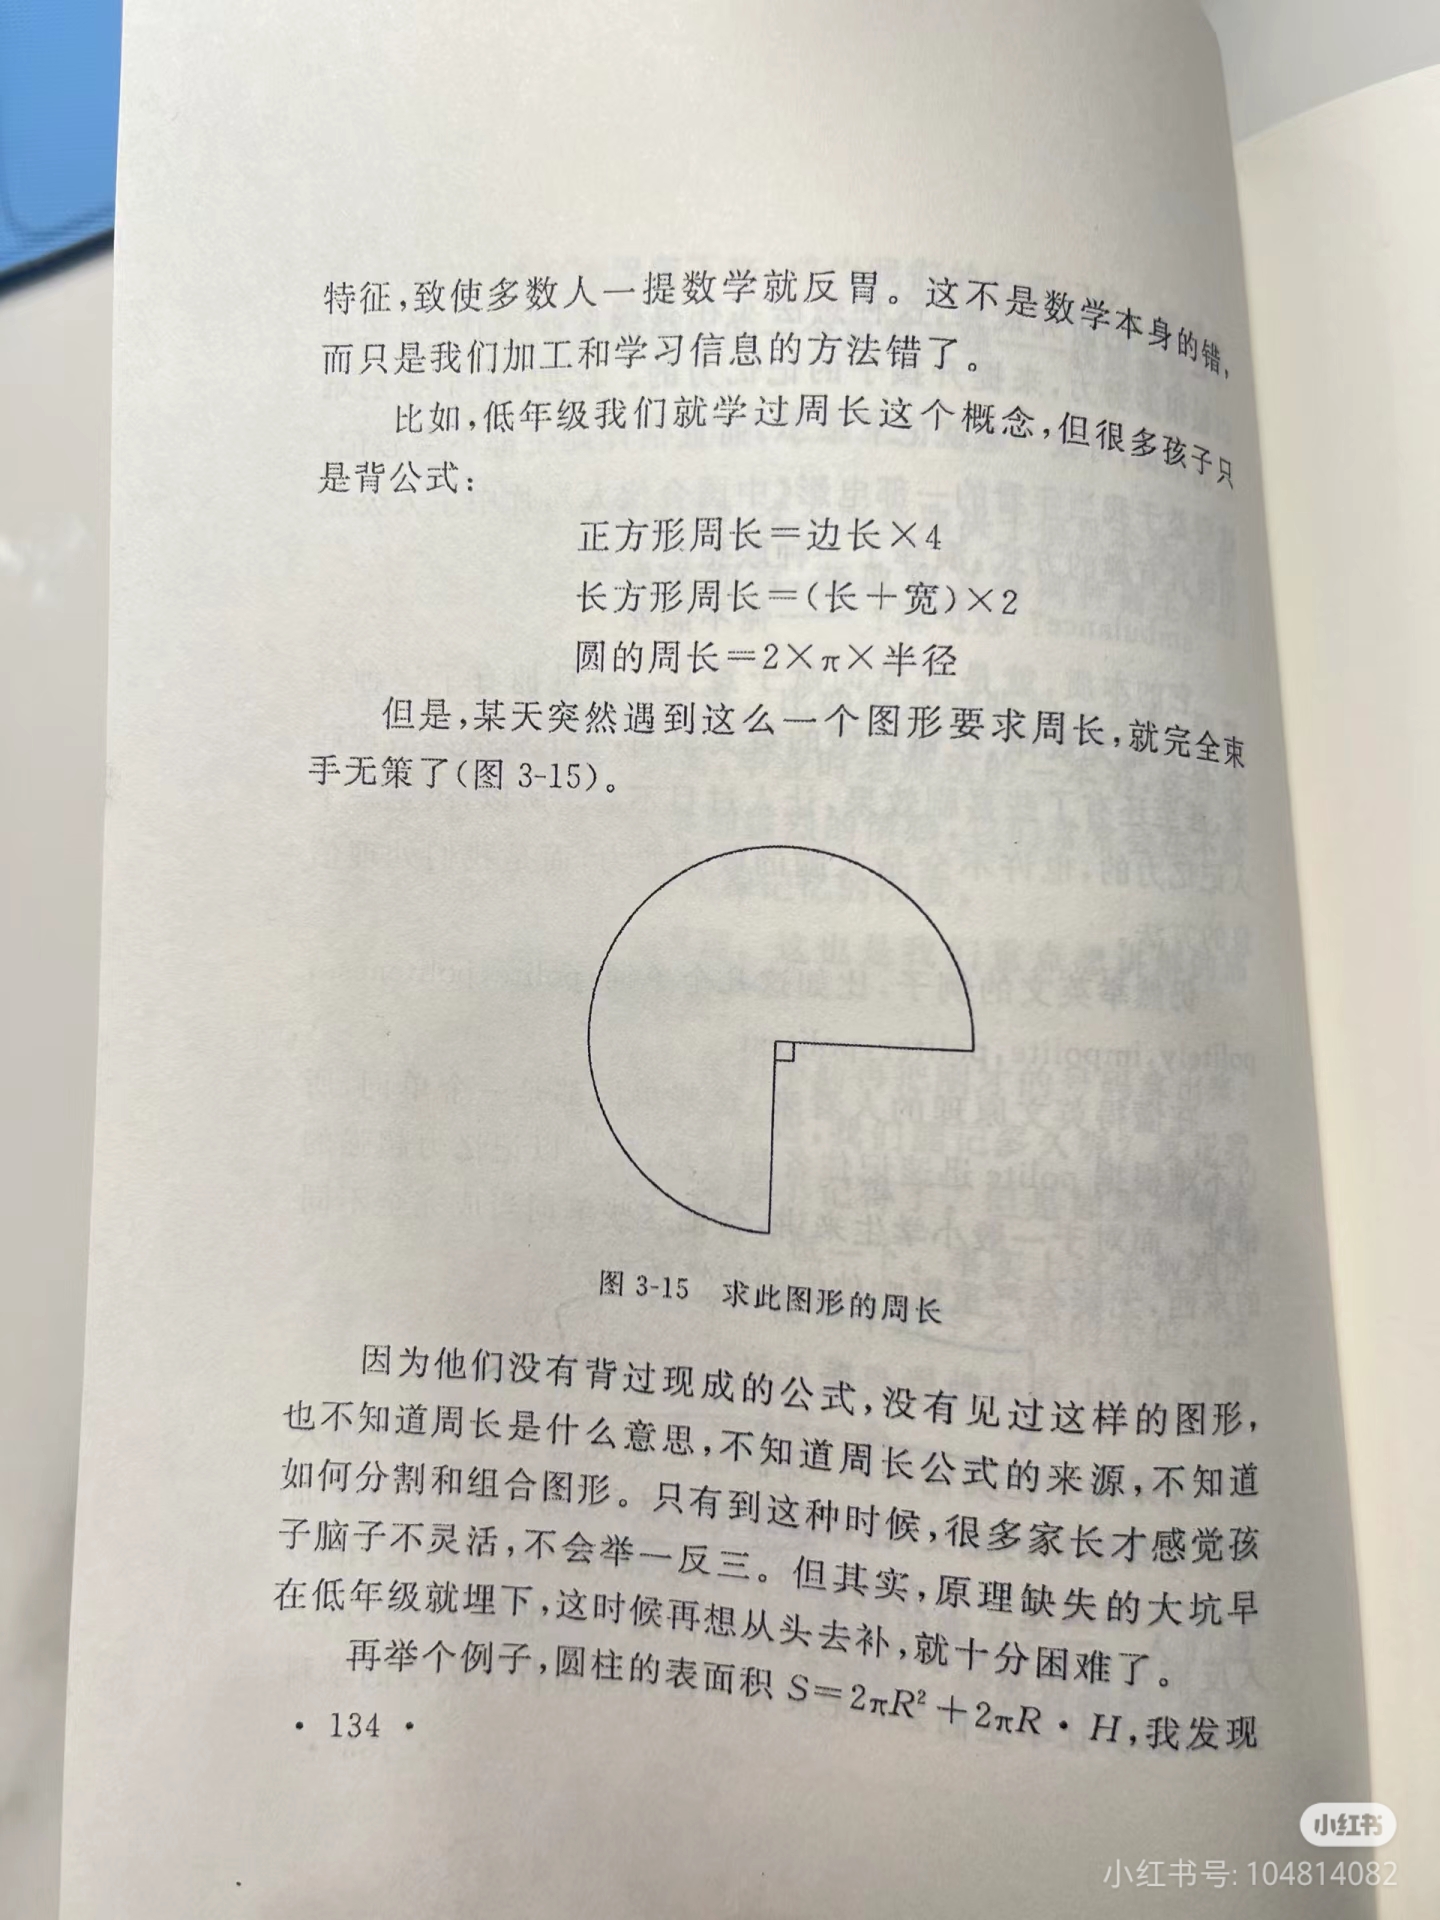 特征,致使多数人一提数学就反胃。这不是数学本身的错,
而只是我们加工和学习信息的方法错了。
比如,低年级我们就学过周长这个概念,但很多孩子只
是背公式:
正方形周长=边长×4
长方形周长=(长+宽)×2
圆的周长=2×π×半径
但是,某天突然遇到这么一个图形要求周长,就完全束
手无策了(图 3-15)。
图 3-15 求此图形的周长
因为他们没有背过现成的公式,没有见过这样的图形,
也不知道周长是什么意思,不知道周长公式的来源,不知道
如何分割和组合图形。只有到这种时候,很多家长才感觉孩
子脑子不灵活,不会举一反三。但其实,原理缺失的大坑早
在低年级就埋下,这时候再想从头去补,就十分困难了。
再举个例子,圆柱的表面积 S=2πR²+2πR·H,我发现
· 134 ·
小红书
小红书号: 104814082